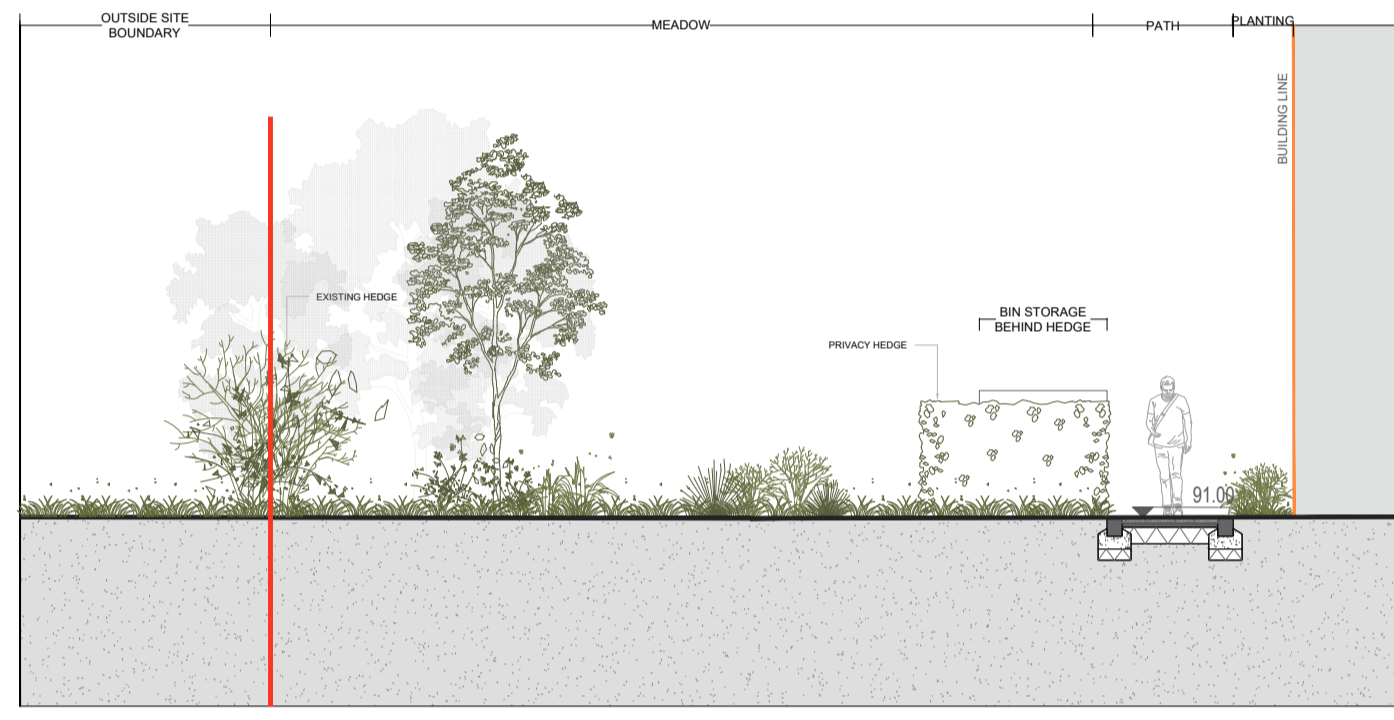 OUTSIDE SITE
BOUNDARY
MEADOW
PATH
PLANTING
BUILDING LINE
EXISTING HEDGE
BIN STORAGE
BEHIND HEDGE
PRIVACY HEDGE
91.00